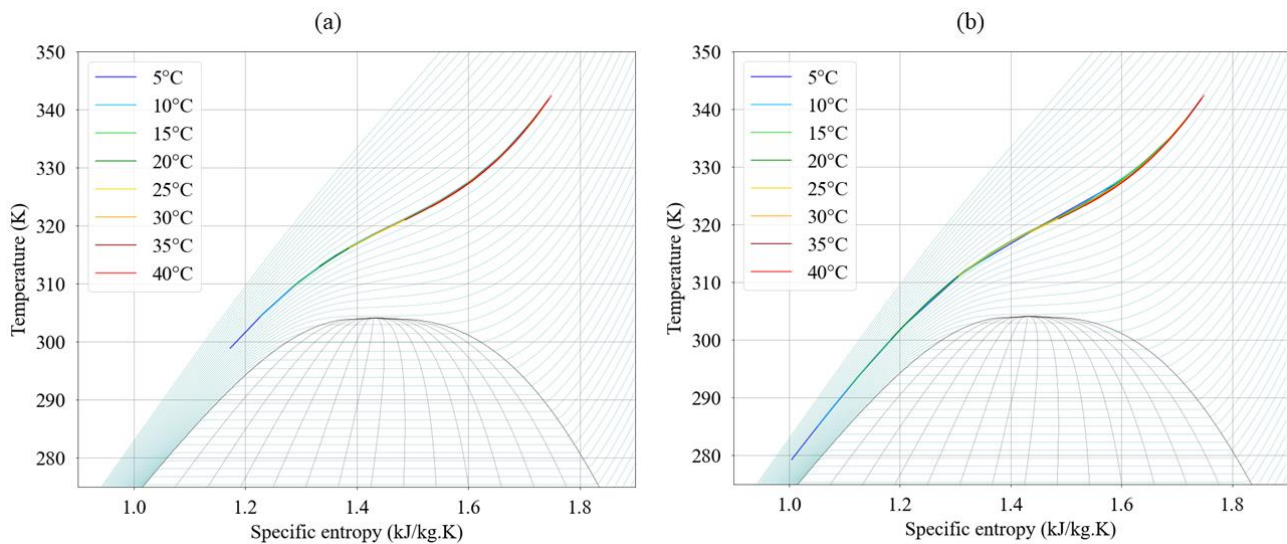 (a)
350
340
330
320
310
300
290
280
Temperature (K)
5°C
10°C
15°C
20°C
25°C
30°C
35°C
40°C
1.0 1.2 1.4 1.6 1.8
Specific entropy (kJ/kg.K)
(b)
350
340
330
320
310
300
290
280
Temperature (K)
5°C
10°C
15°C
20°C
25°C
30°C
35°C
40°C
1.0 1.2 1.4 1.6 1.8
Specific entropy (kJ/kg.K)